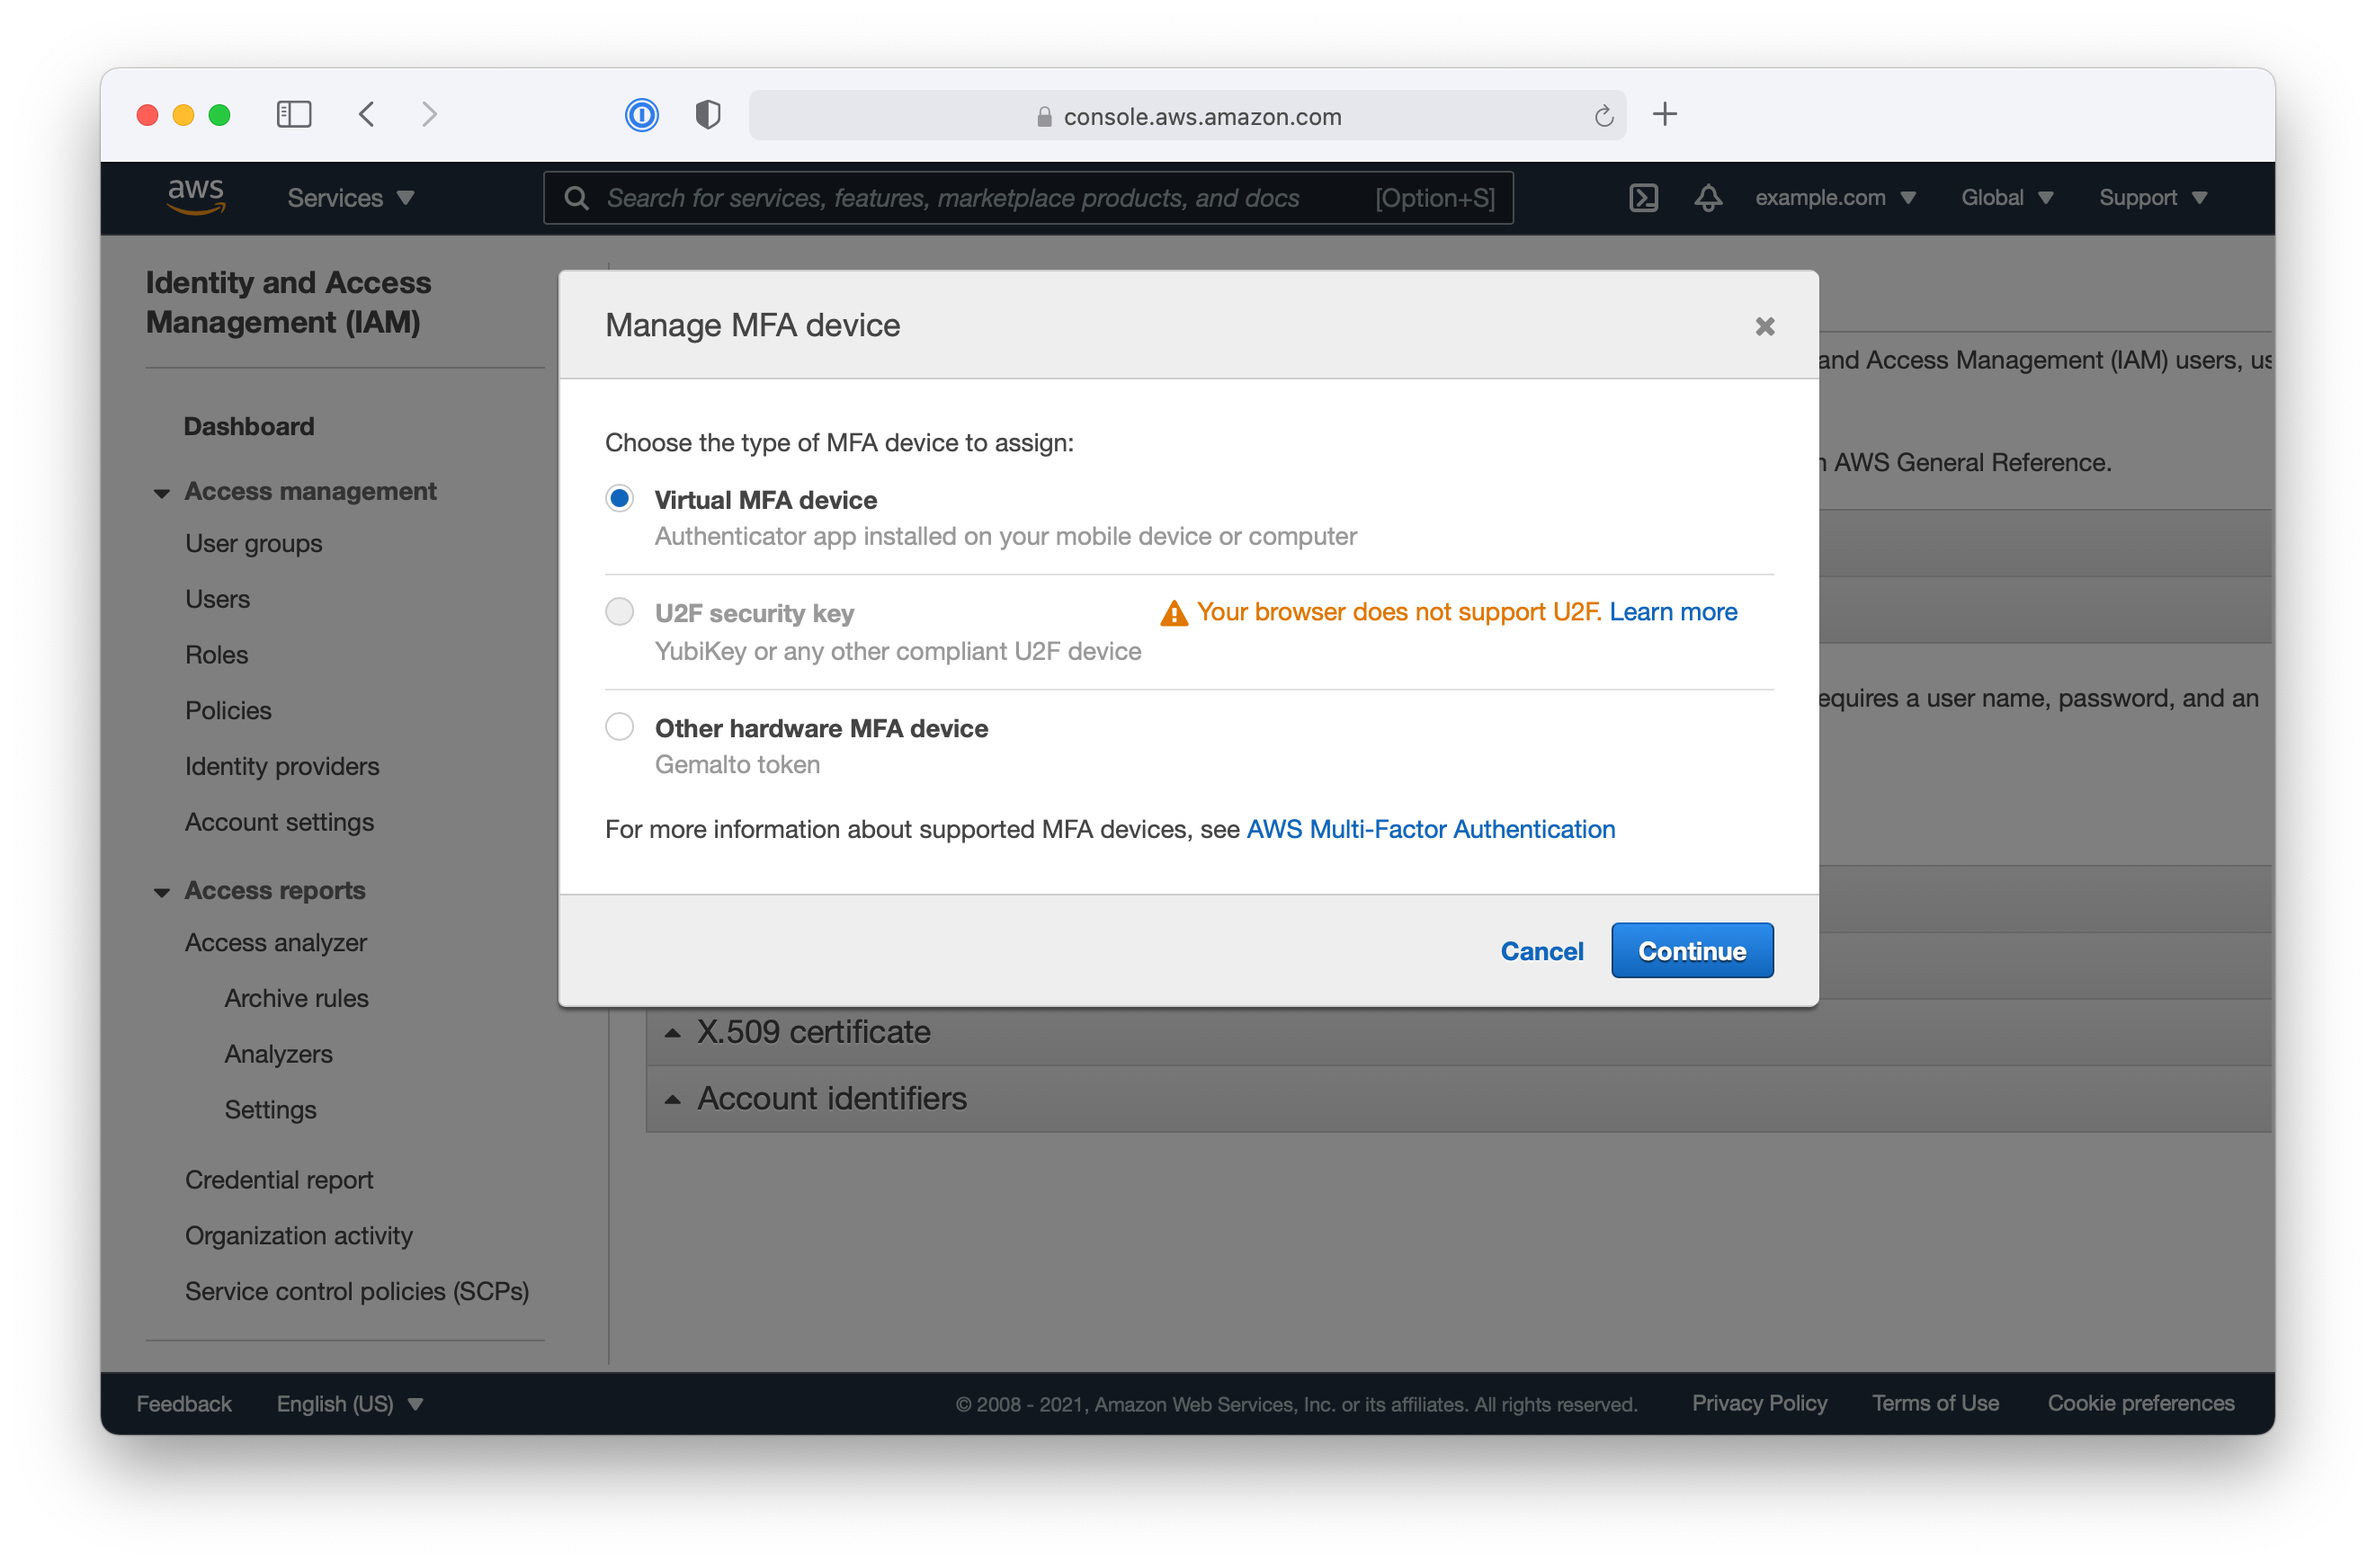 console.aws.amazon.com
aws
Services
Search for services, features, marketplace products, and docs
[Option+S]
example.com
Global
Support
Identity and Access
Management (IAM)
Dashboard
Access management
User groups
Users
Roles
Policies
Identity providers
Account settings
Access reports
Access analyzer
Archive rules
Analyzers
Settings
Credential report
Organization activity
Service control policies (SCPs)
Manage MFA device
Choose the type of MFA device to assign:
Virtual MFA device
Authenticator app installed on your mobile device or computer
U2F security key
Your browser does not support U2F. Learn more
YubiKey or any other compliant U2F device
Other hardware MFA device
Gemalto token
For more information about supported MFA devices, see AWS Multi-Factor Authentication
Cancel
Continue
and Access Management (IAM) users,
AWS General Reference.
a user name, password, and an
X.509 certificate
Account identifiers
Feedback
English (US)
© 2008 - 2021, Amazon Web Services, Inc. or its affiliates. All rights reserved.
Privacy Policy
Terms of Use
Cookie preferences